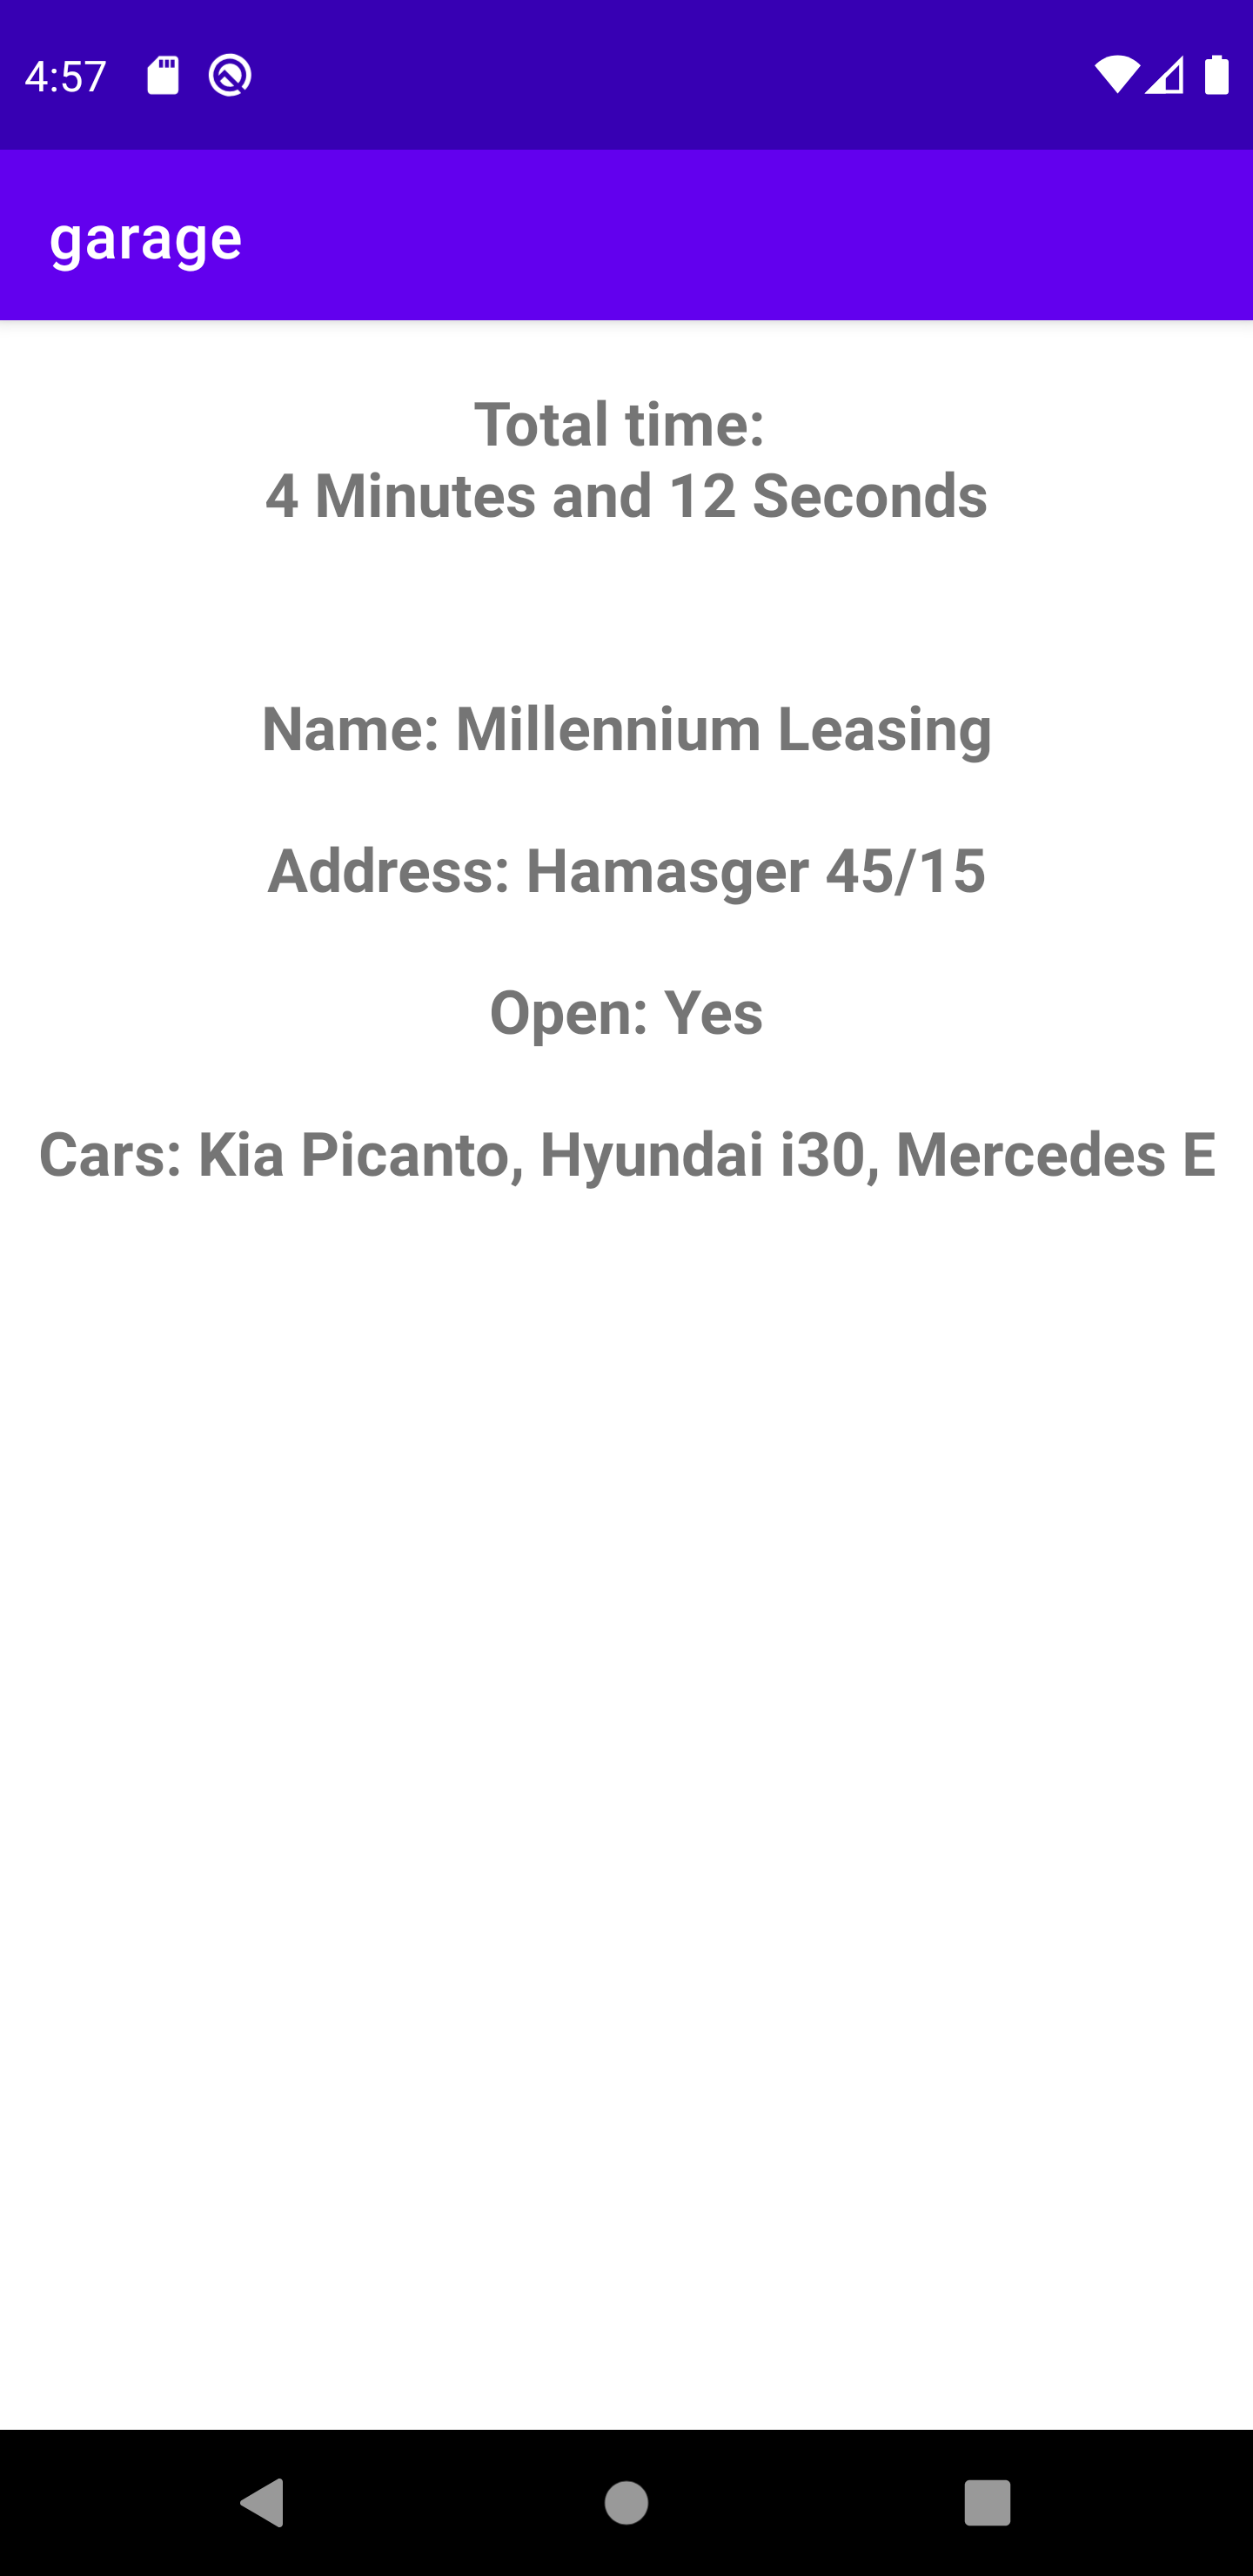 4:57
garage
Total time:
4 Minutes and 12 Seconds
Name: Millennium Leasing
Address: Hamasger 45/15
Open: Yes
Cars: Kia Picanto, Hyundai i30, Mercedes E